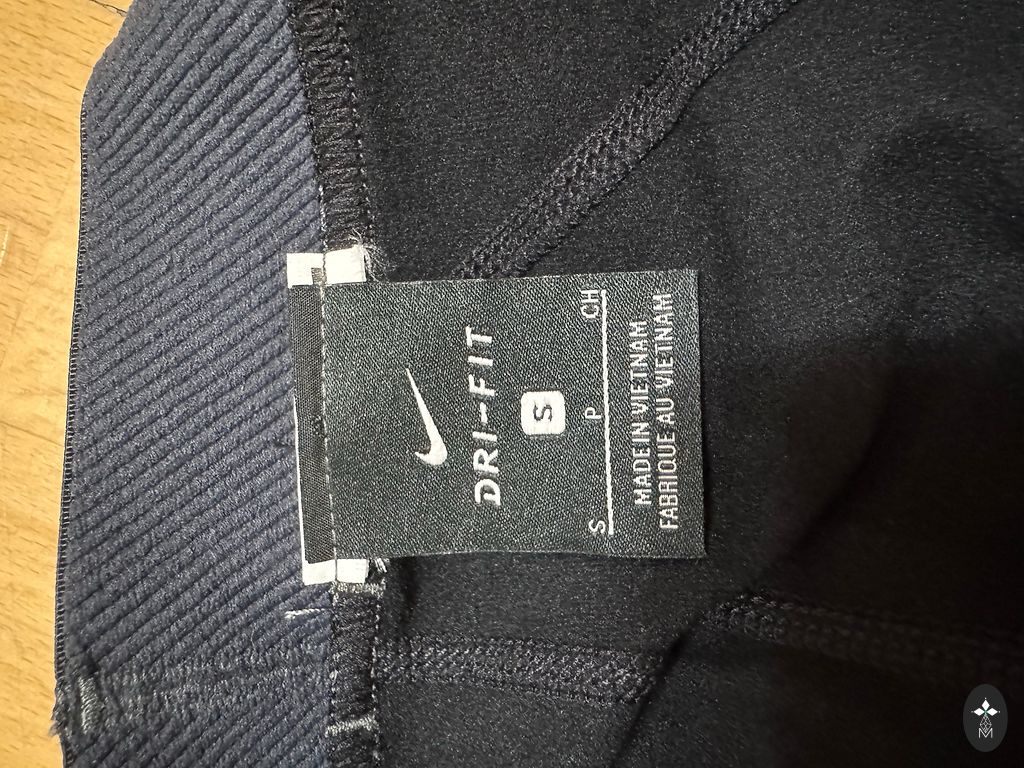 DRI-FIT
S
S P CH
MADE IN VIETNAM
FABRIQUE AU VIETNAM
M